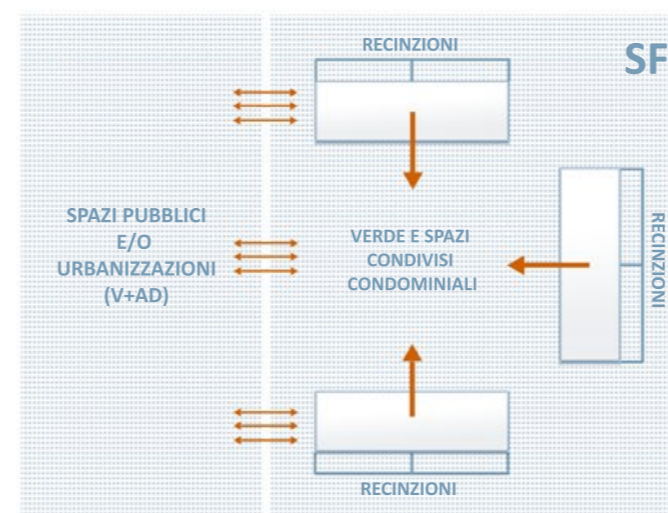 RECINZIONI
SF
SPAZI PUBBLICI
E/O
URBANIZZAZIONI
(V+AD)
VERDE E SPAZI
CONDIVISI
CONDOMINIALI
RECINZIONI
RECINZIONI